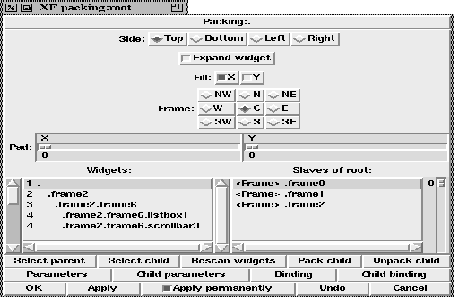 XF packing:root
Packing:.
Side: Top Bottom Left Right
Expand widget
Fill: X Y
NW N NE
Frame: W C E
SW S SE
X Y
Pad:
0 0
Widgets: Slaves of root:
1 . <Frame> .frame0 0
2 .frame2 <Frame> .frame1
3 .frame2.frame6 <Frame> .frame2
4 .frame2.frame6.listbox1
4 .frame2.frame6.scrollbar1
Select parent Select child Rescan widgets Pack child Unpack child
Parameters Child parameters Binding Child binding
OK Apply Apply permanently Undo Cancel